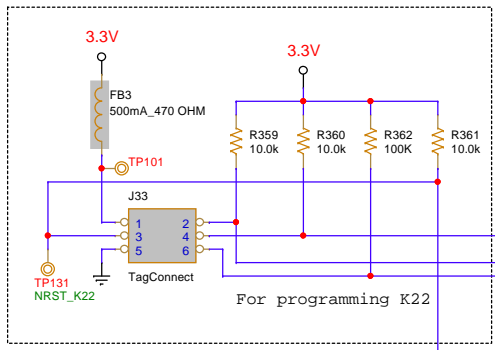 3.3V
3.3V
FB3
500mA_470 OHM
R359
10.0k
R360
10.0k
R362
100K
R361
10.0k
TP101
J33
1
2
3
4
5
6
TagConnect
TP131
NRST_K22
For programming K22